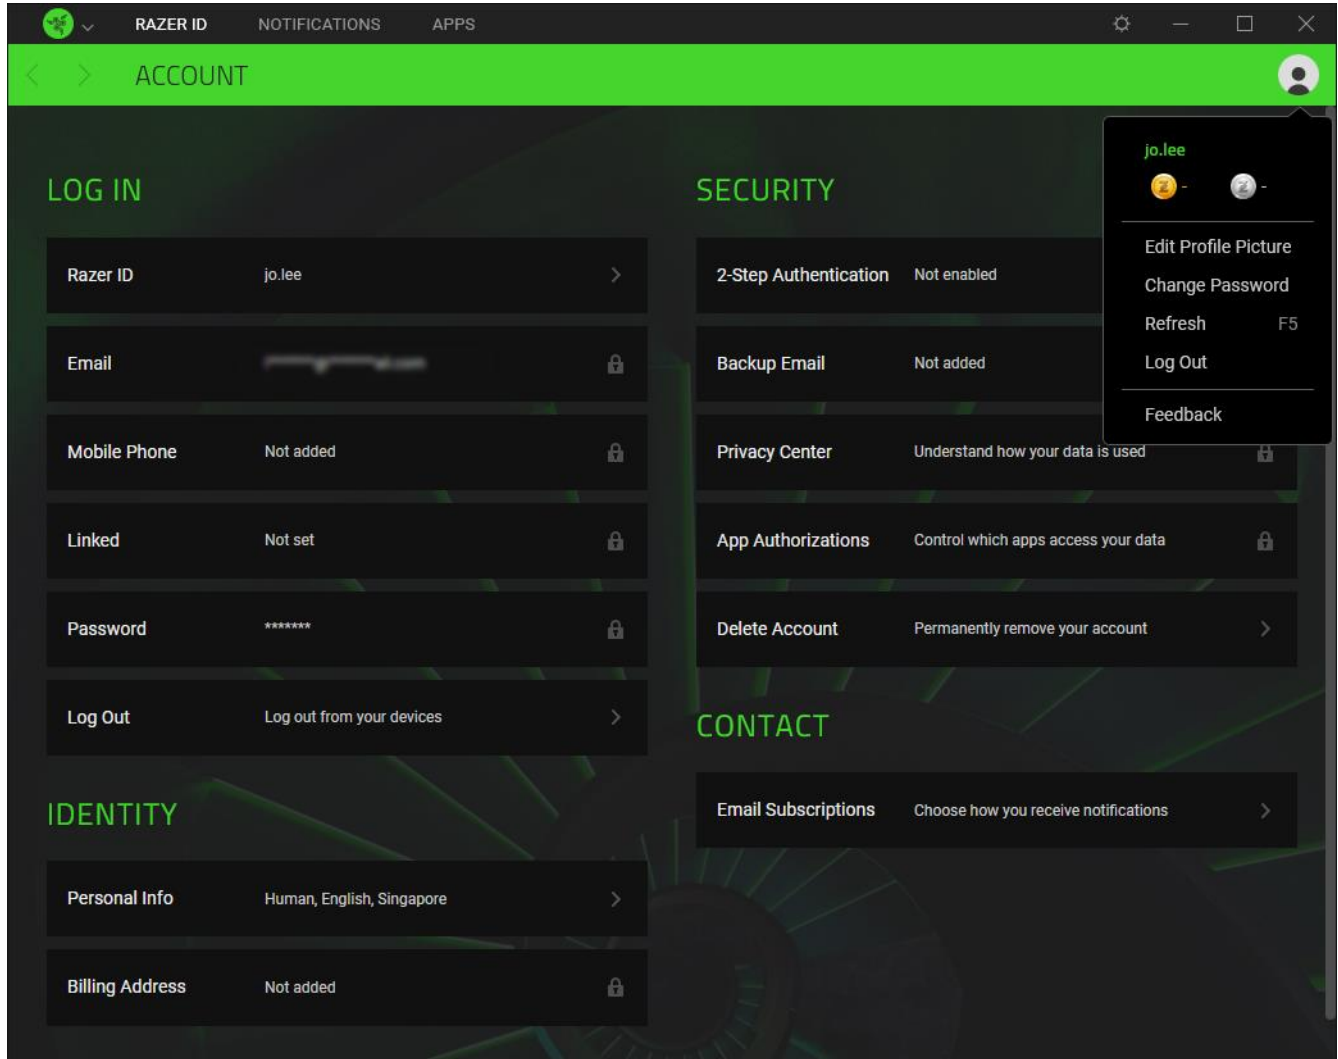 RAZER ID NOTIFICATIONS APPS
ACCOUNT
jo.lee
- -
Edit Profile Picture
Change Password
Refresh F5
Log Out
Feedback
LOG IN
Razer ID jo.lee
Email
Mobile Phone Not added
Linked Not set
Password *******
Log Out Log out from your devices
IDENTITY
Personal Info Human, English, Singapore
Billing Address Not added
SECURITY
2-Step Authentication Not enabled
Backup Email Not added
Privacy Center Understand how your data is used
App Authorizations Control which apps access your data
Delete Account Permanently remove your account
CONTACT
Email Subscriptions Choose how you receive notifications